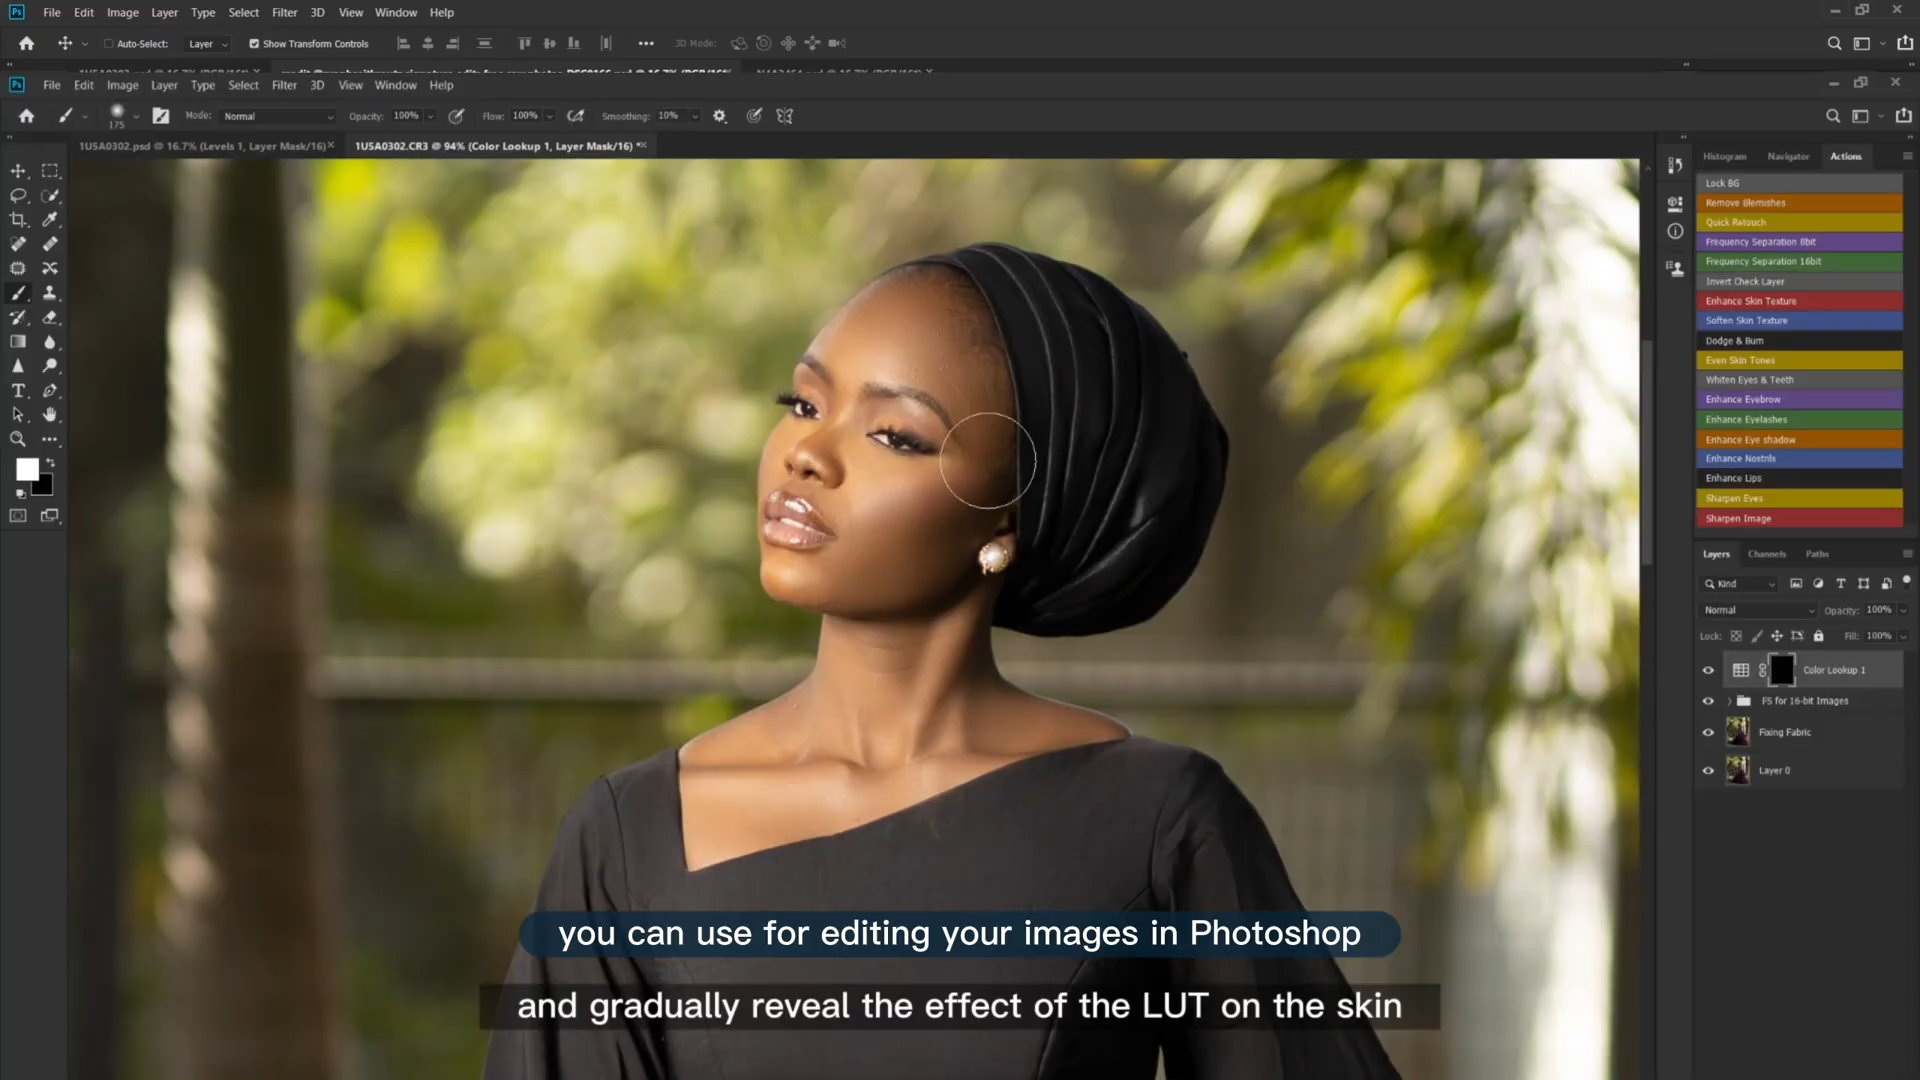 Ps File Edit Image Layer Type Select Filter 3D View Window Help
Auto-Select: Layer Show Transform Controls 3D Mode:
Ps File Edit Image Layer Type Select Filter 3D View Window Help
175 Mode: Normal Opacity: 100% Flow: 100% Smoothing: 10%
1U5A0302.psd @ 16.7% (Levels 1, Layer Mask/16) 1U5A0302.CR3 @ 94% (Color Lookup 1, Layer Mask/16) *
Histogram Navigator Actions
Lock BG
Remove Blemishes
Quick Retouch
Frequency Separation 8bit
Frequency Separation 16bit
Invert Check Layer
Enhance Skin Texture
Soften Skin Texture
Dodge & Burn
Even Skin Tones
Whiten Eyes & Teeth
Enhance Eyebrow
Enhance Eyelashes
Enhance Eye shadow
Enhance Nostrils
Enhance Lips
Sharpen Eyes
Sharpen Image
Layers Channels Paths
Kind
Normal Opacity: 100%
Lock: Fill: 100%
Color Lookup 1
FS for 16-bit Images
Fixing Fabric
Layer 0
you can use for editing your images in Photoshop
and gradually reveal the effect of the LUT on the skin